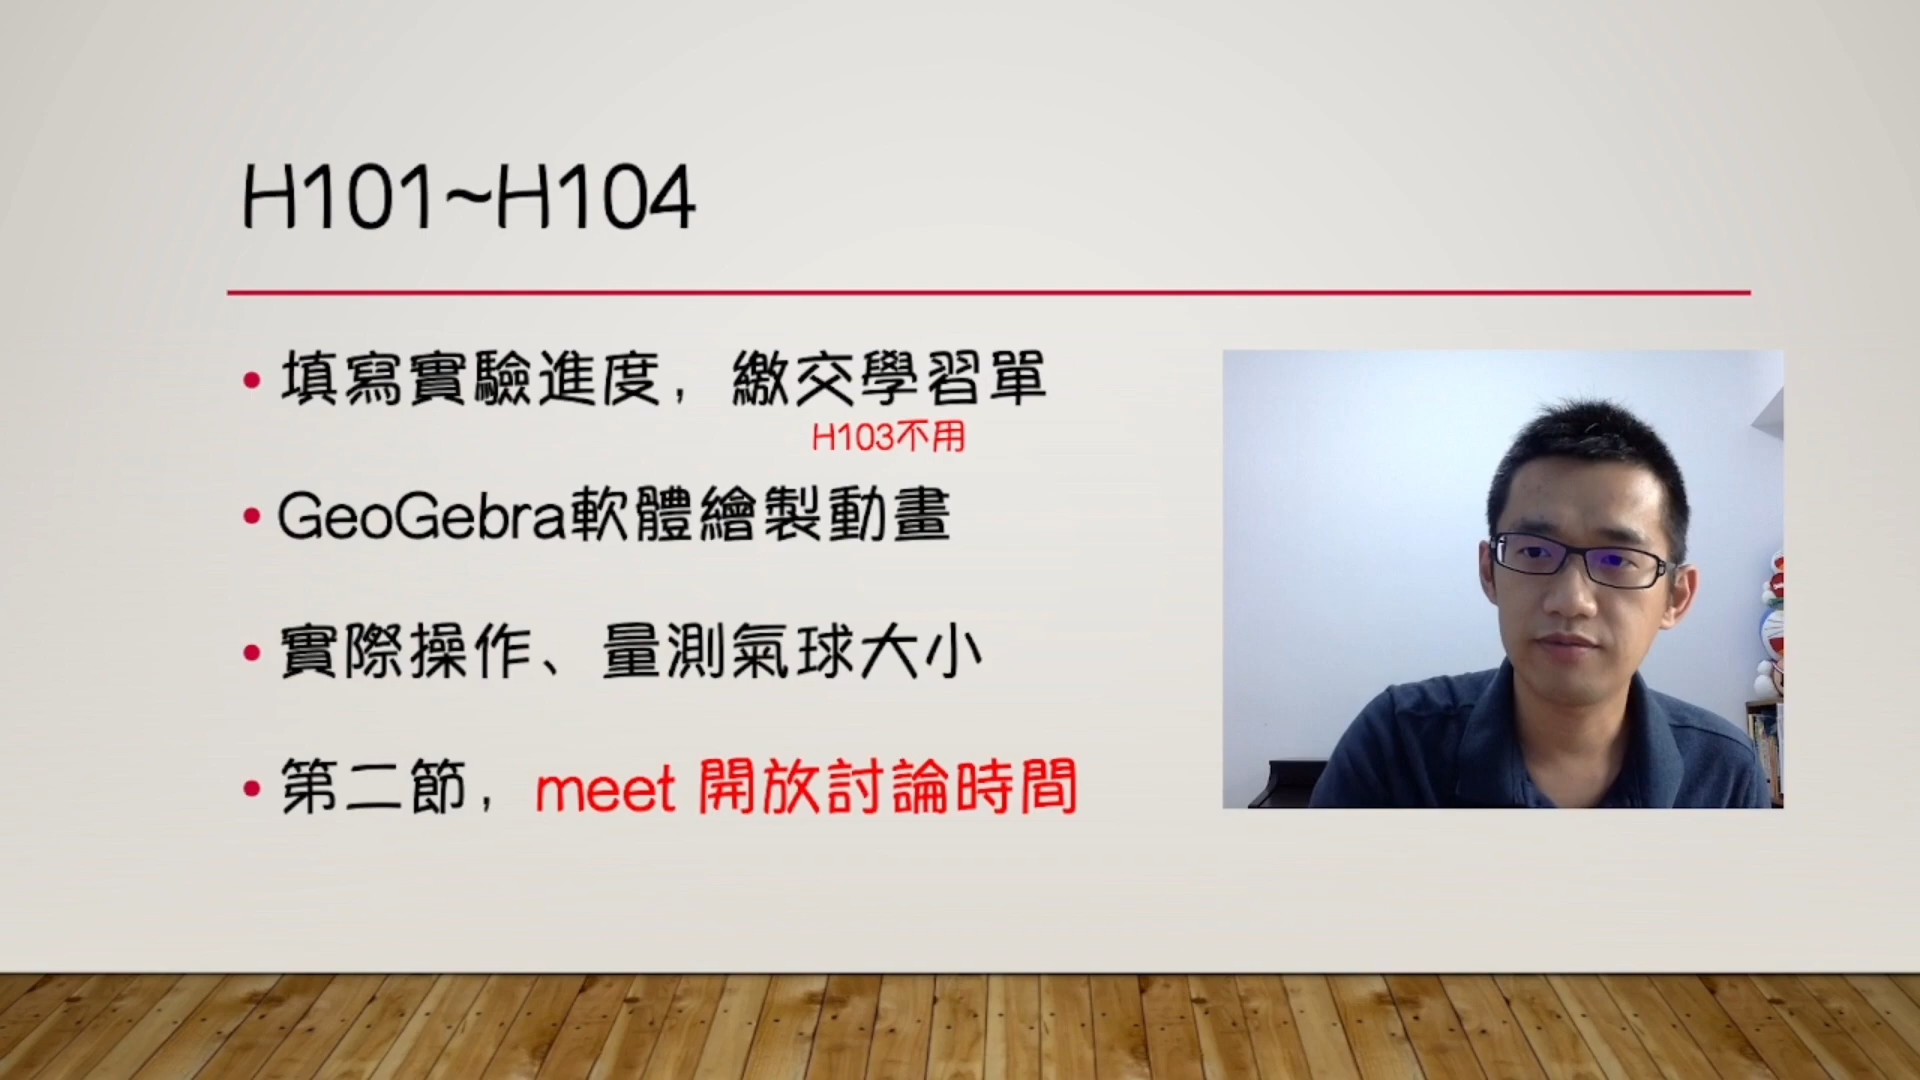 H101~H104
• 填寫實驗進度，繳交學習單
H103不用
• GeoGebra軟體繪製動畫
• 實際操作、量測氣球大小
• 第二節，meet 開放討論時間